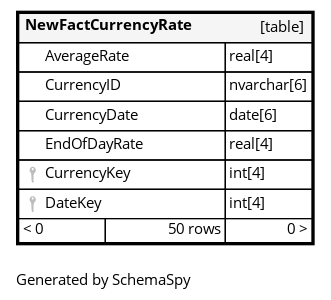 NewFactCurrencyRate [table]
AverageRate real[4]
CurrencyID nvarchar[6]
CurrencyDate date[6]
EndOfDayRate real[4]
CurrencyKey int[4]
DateKey int[4]
< 0 50 rows 0 >
Generated by SchemaSpy